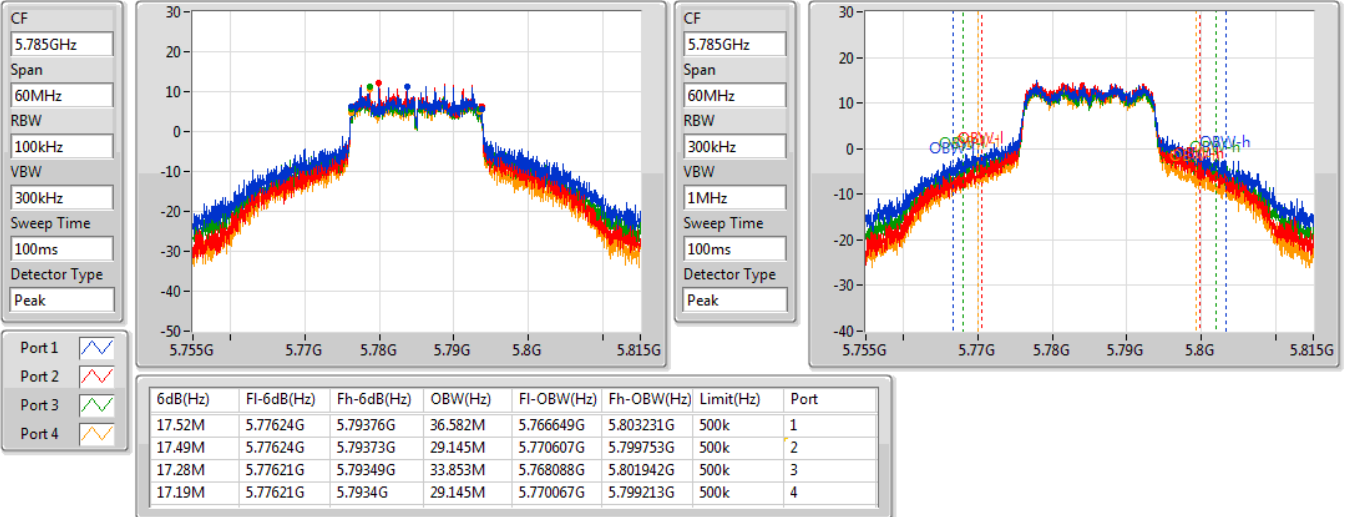 CF
5.785GHz
Span
60MHz
RBW
100kHz
VBW
300kHz
Sweep Time
100ms
Detector Type
Peak
30
20
10
0
-10
-20
-30
-40
-50
5.755G 5.77G 5.78G 5.79G 5.8G 5.815G
CF
5.785GHz
Span
60MHz
RBW
300kHz
VBW
1MHz
Sweep Time
100ms
Detector Type
Peak
30
20
10
0
-10
-20
-30
-40
OBW-l
OBW-h
5.755G 5.77G 5.78G 5.79G 5.8G 5.815G
Port 1
Port 2
Port 3
Port 4
6dB(Hz) Fl-6dB(Hz) Fh-6dB(Hz) OBW(Hz) Fl-OBW(Hz) Fh-OBW(Hz) Limit(Hz) Port
17.52M 5.77624G 5.79376G 36.582M 5.766649G 5.803231G 500k 1
17.49M 5.77624G 5.79373G 29.145M 5.770607G 5.799753G 500k 2
17.28M 5.77621G 5.79349G 33.853M 5.768088G 5.801942G 500k 3
17.19M 5.77621G 5.7934G 29.145M 5.770067G 5.799213G 500k 4